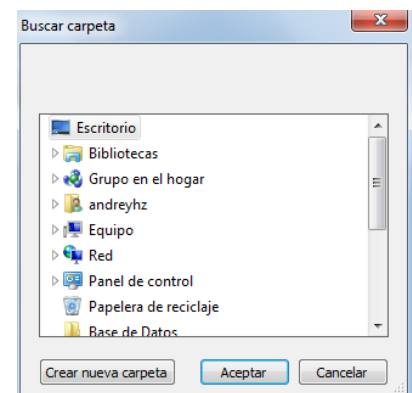 Buscar carpeta
Escritorio
Bibliotecas
Grupo en el hogar
andreyhz
Equipo
Red
Panel de control
Papelera de reciclaje
Base de Datos
Crear nueva carpeta Aceptar Cancelar